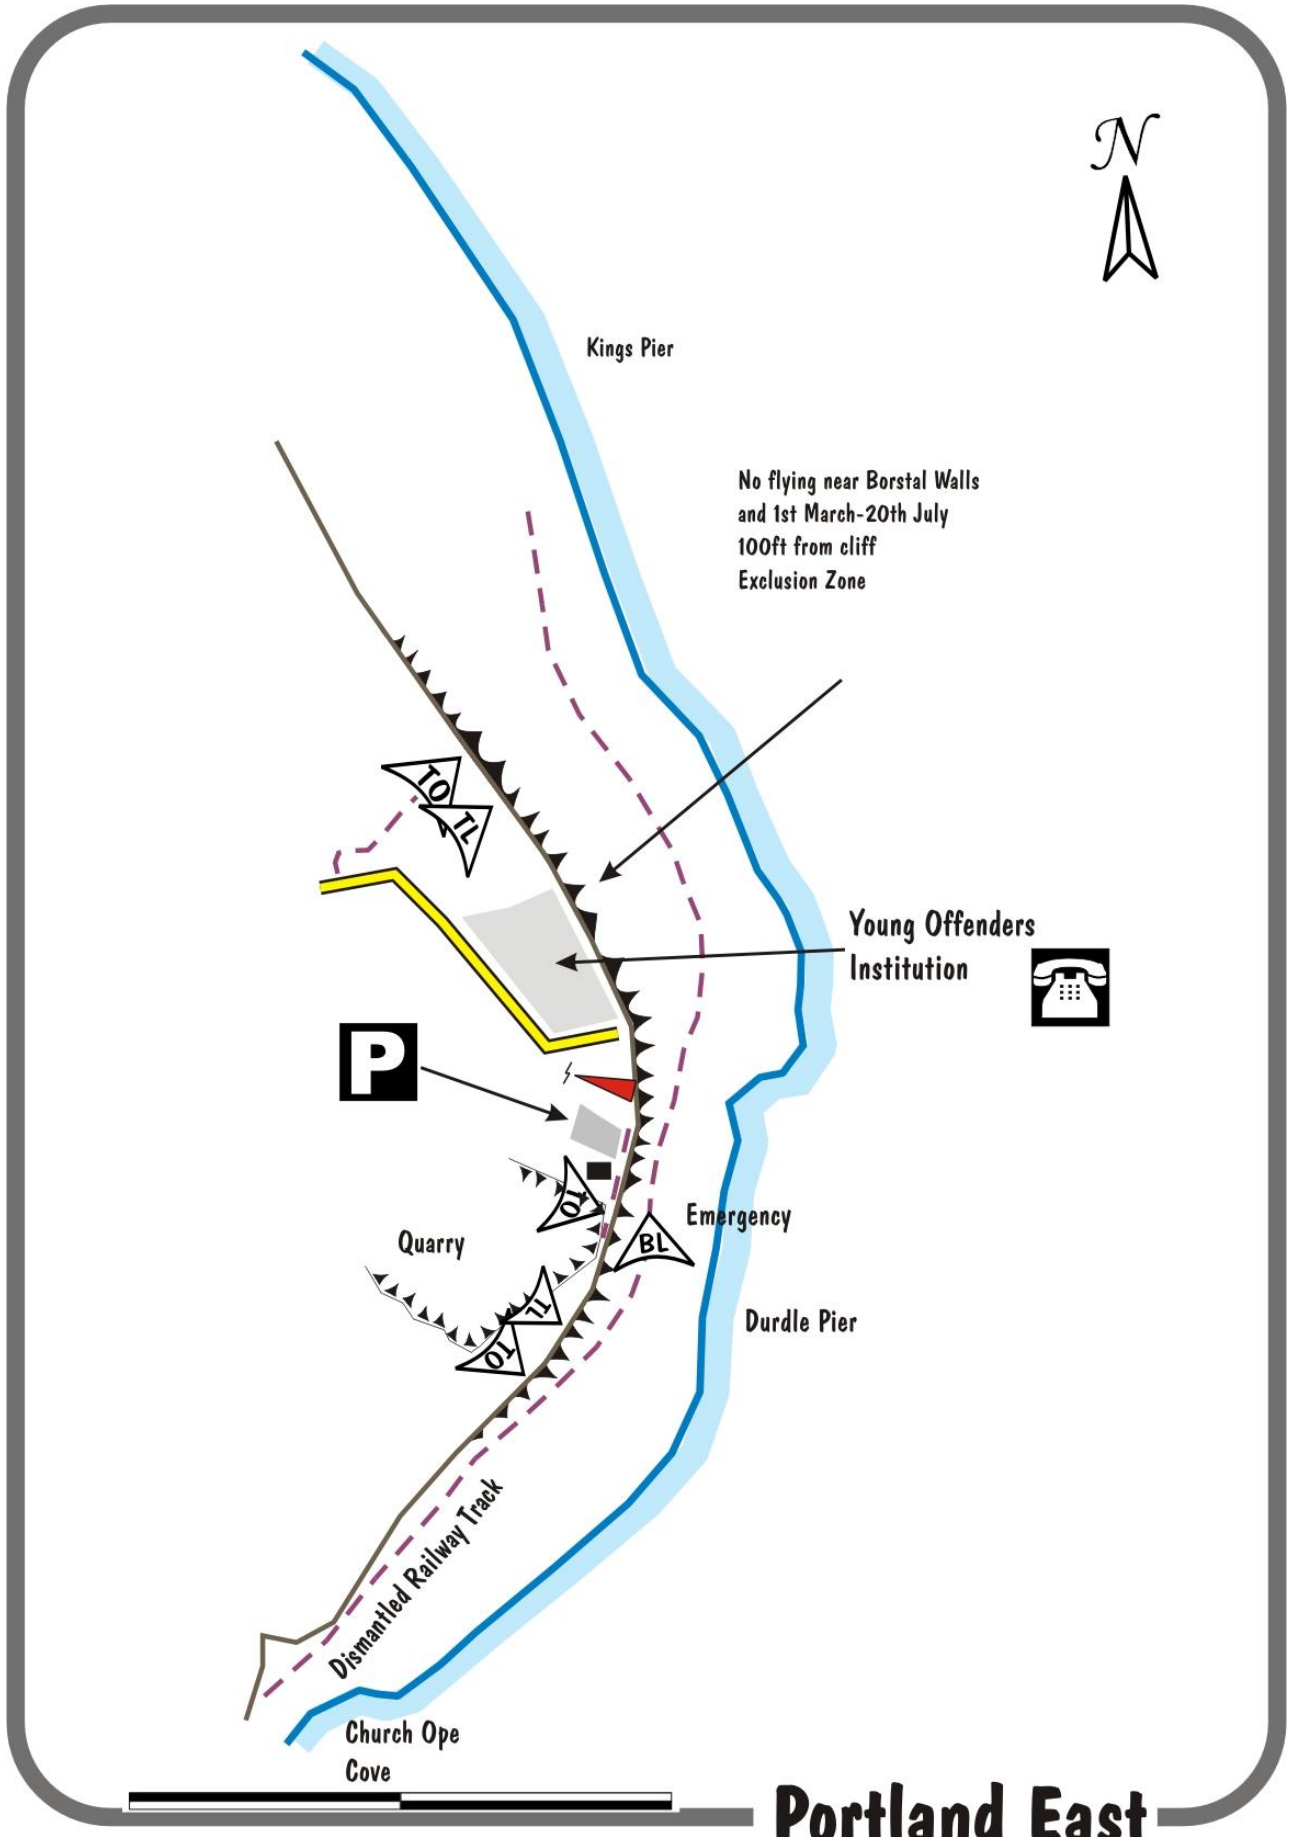 N
Kings Pier
No flying near Borstal Walls
and 1st March-20th July
100ft from cliff
Exclusion Zone
TO
TL
Young Offenders
Institution
P
TO
Emergency
BL
Quarry
TL
TO
Durdle Pier
Dismantled Railway Track
Church Ope
Cove
Portland East